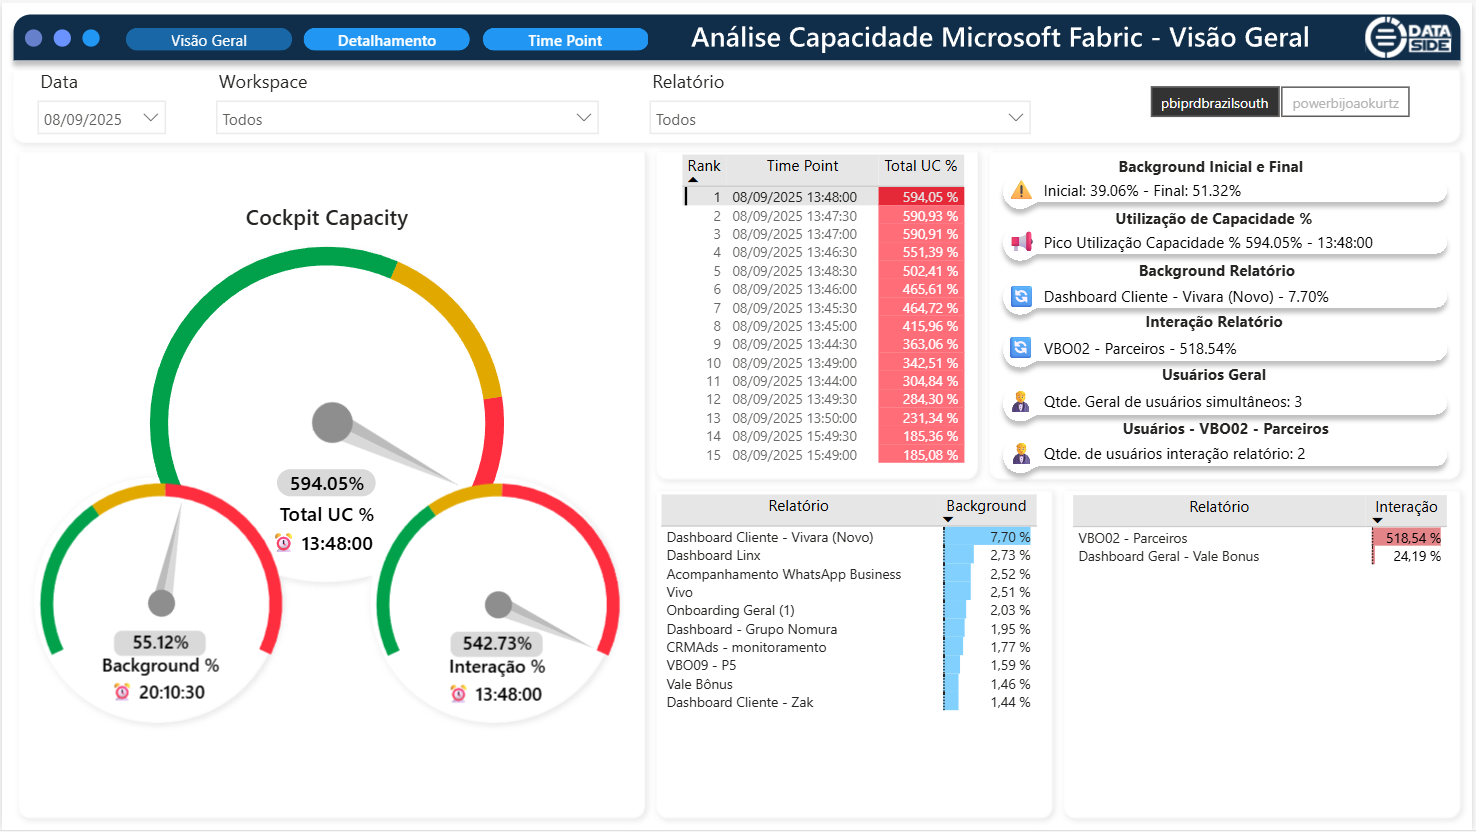 Visão Geral
Detalhamento
Time Point
Análise Capacidade Microsoft Fabric - Visão Geral
DATA
SIDE
Data
Workspace
Relatório
08/09/2025
Todos
Todos
pbiprdbrazilsouth
powerbijoaokurtz
Cockpit Capacity
594.05%
Total UC %
13:48:00
55.12%
Background %
20:10:30
542.73%
Interação %
13:48:00
Rank Time Point Total UC %
1 08/09/2025 13:48:00 594,05 %
2 08/09/2025 13:47:30 590,93 %
3 08/09/2025 13:47:00 590,91 %
4 08/09/2025 13:46:30 551,39 %
5 08/09/2025 13:48:30 502,41 %
6 08/09/2025 13:46:00 465,61 %
7 08/09/2025 13:45:30 464,72 %
8 08/09/2025 13:45:00 415,96 %
9 08/09/2025 13:44:30 363,06 %
10 08/09/2025 13:49:00 342,51 %
11 08/09/2025 13:44:00 304,84 %
12 08/09/2025 13:49:30 284,30 %
13 08/09/2025 13:50:00 231,34 %
14 08/09/2025 15:49:30 185,36 %
15 08/09/2025 15:49:00 185,08 %
Background Inicial e Final
Inicial: 39.06% - Final: 51.32%
Utilização de Capacidade %
Pico Utilização Capacidade % 594.05% - 13:48:00
Background Relatório
Dashboard Cliente - Vivara (Novo) - 7.70%
Interação Relatório
VBO02 - Parceiros - 518.54%
Usuários Geral
Qtde. Geral de usuários simultâneos: 3
Usuários - VBO02 - Parceiros
Qtde. de usuários interação relatório: 2
Relatório Background
Dashboard Cliente - Vivara (Novo) 7,70 %
Dashboard Linx 2,73 %
Acompanhamento WhatsApp Business 2,52 %
Vivo 2,51 %
Onboarding Geral (1) 2,03 %
Dashboard - Grupo Nomura 1,95 %
CRMAds - monitoramento 1,77 %
VBO09 - P5 1,59 %
Vale Bônus 1,46 %
Dashboard Cliente - Zak 1,44 %
Relatório Interação
VBO02 - Parceiros 518,54 %
Dashboard Geral - Vale Bonus 24,19 %